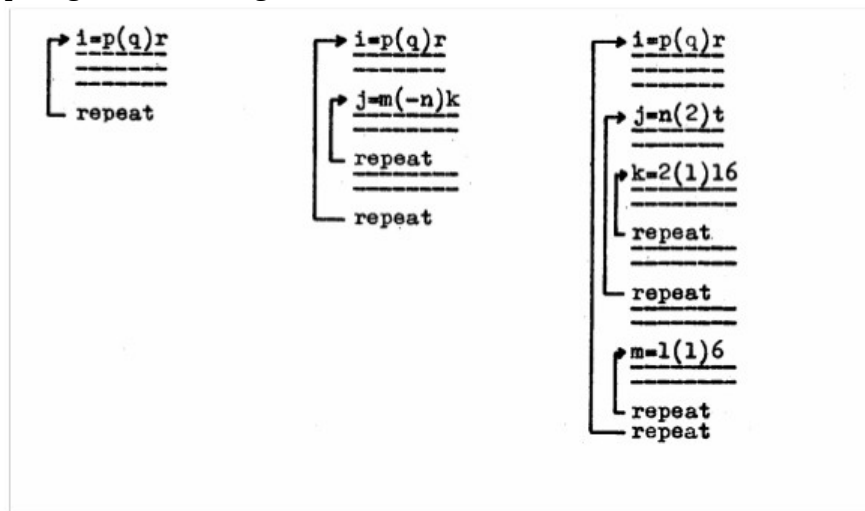 i=p(q)r
repeat
i=p(q)r
j=m(-n)k
repeat
repeat
i=p(q)r
j=n(2)t
k=2(1)16
repeat
repeat
m=1(1)6
repeat
repeat